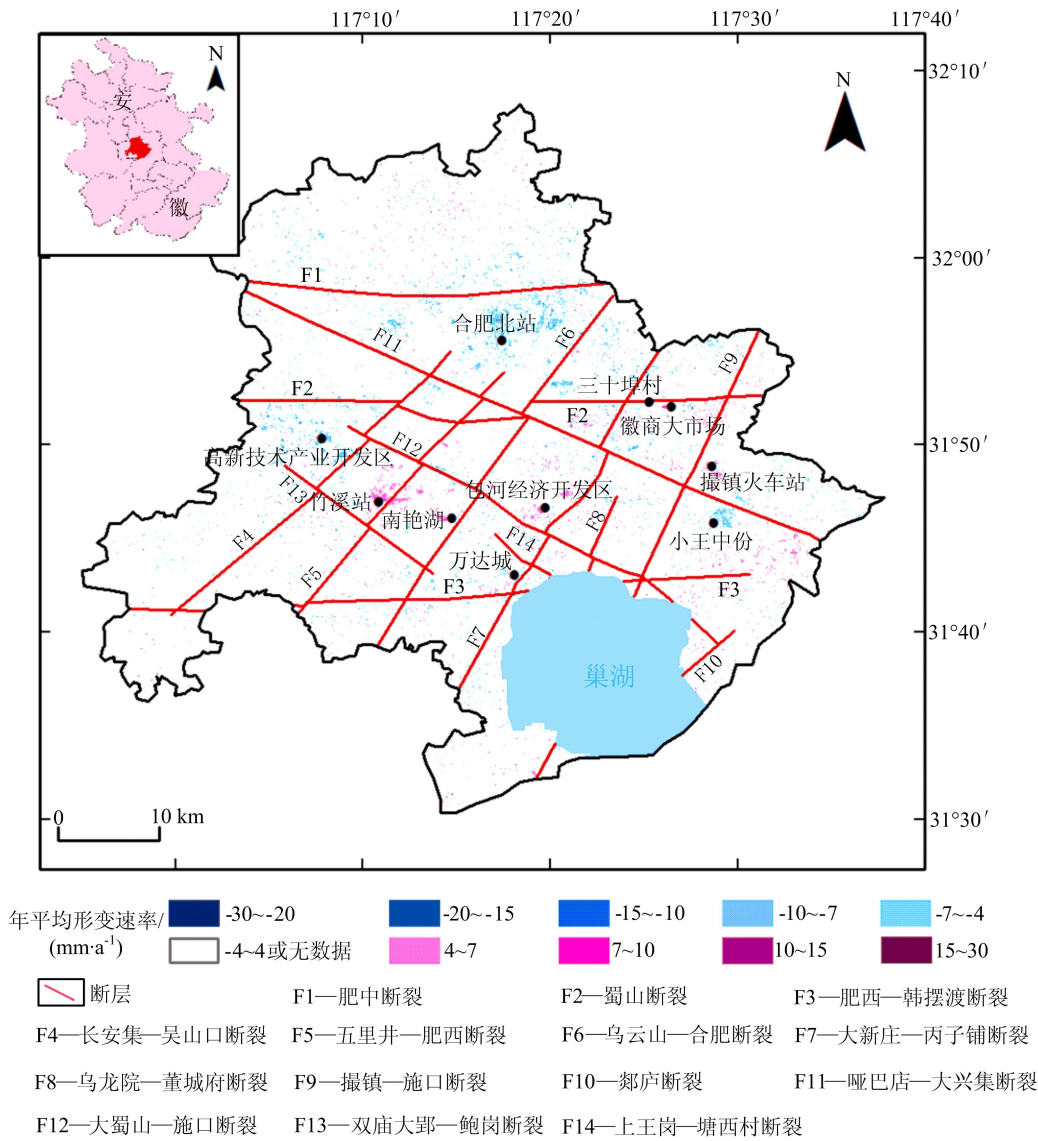 117°10′ 117°20′ 117°30′ 117°40′
N
安
徽
N
32°10′
32°00′
31°50′
31°40′
31°30′
F1
合肥北站
F6
F11
F9
F2
三十埠村
F2
徽商大市场
F12
高新技术产业开发区
撮镇火车站
F13
竹溪站
包河经济开发区
南艳湖
F8
小王中份
F4
F14
万达城
F5
F3
F3
F7
F10
巢湖
0 10 km
年平均形变速率/
(mm·a-1)
-30~-20 -20~-15 -15~-10 -10~-7 -7~-4
-4~4或无数据 4~7 7~10 10~15 15~30
断层 F1—肥中断裂 F2—蜀山断裂 F3—肥西—韩摆渡断裂
F4—长安集—吴山口断裂 F5—五里井—肥西断裂 F6—乌云山—合肥断裂 F7—大新庄—丙子铺断裂
F8—乌龙院—董城府断裂 F9—撮镇—施口断裂 F10—郯庐断裂 F11—哑巴店—大兴集断裂
F12—大蜀山—施口断裂 F13—双庙大郢—鲍岗断裂 F14—上王岗—塘西村断裂